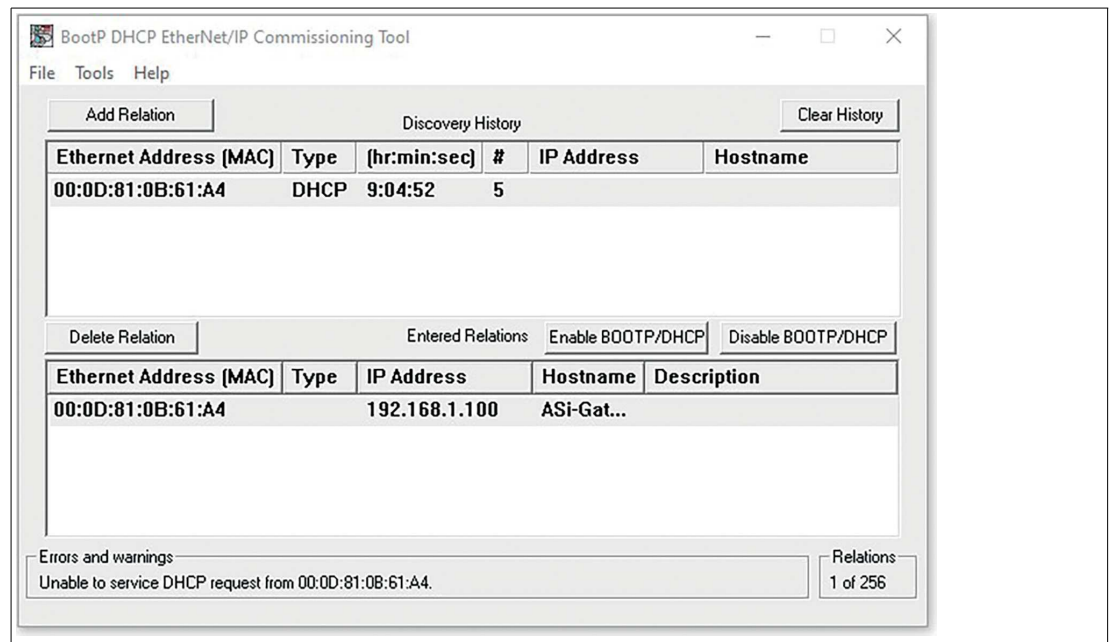 BootP DHCP EtherNet/IP Commissioning Tool
File Tools Help
Add Relation Discovery History Clear History
Ethernet Address (MAC) Type (hr:min:sec) # IP Address Hostname
00:0D:81:0B:61:A4 DHCP 9:04:52 5
Delete Relation Entered Relations Enable BOOTP/DHCP Disable BOOTP/DHCP
Ethernet Address (MAC) Type IP Address Hostname Description
00:0D:81:0B:61:A4 192.168.1.100 ASi-Gat...
Errors and warnings Relations
Unable to service DHCP request from 00:0D:81:0B:61:A4. 1 of 256